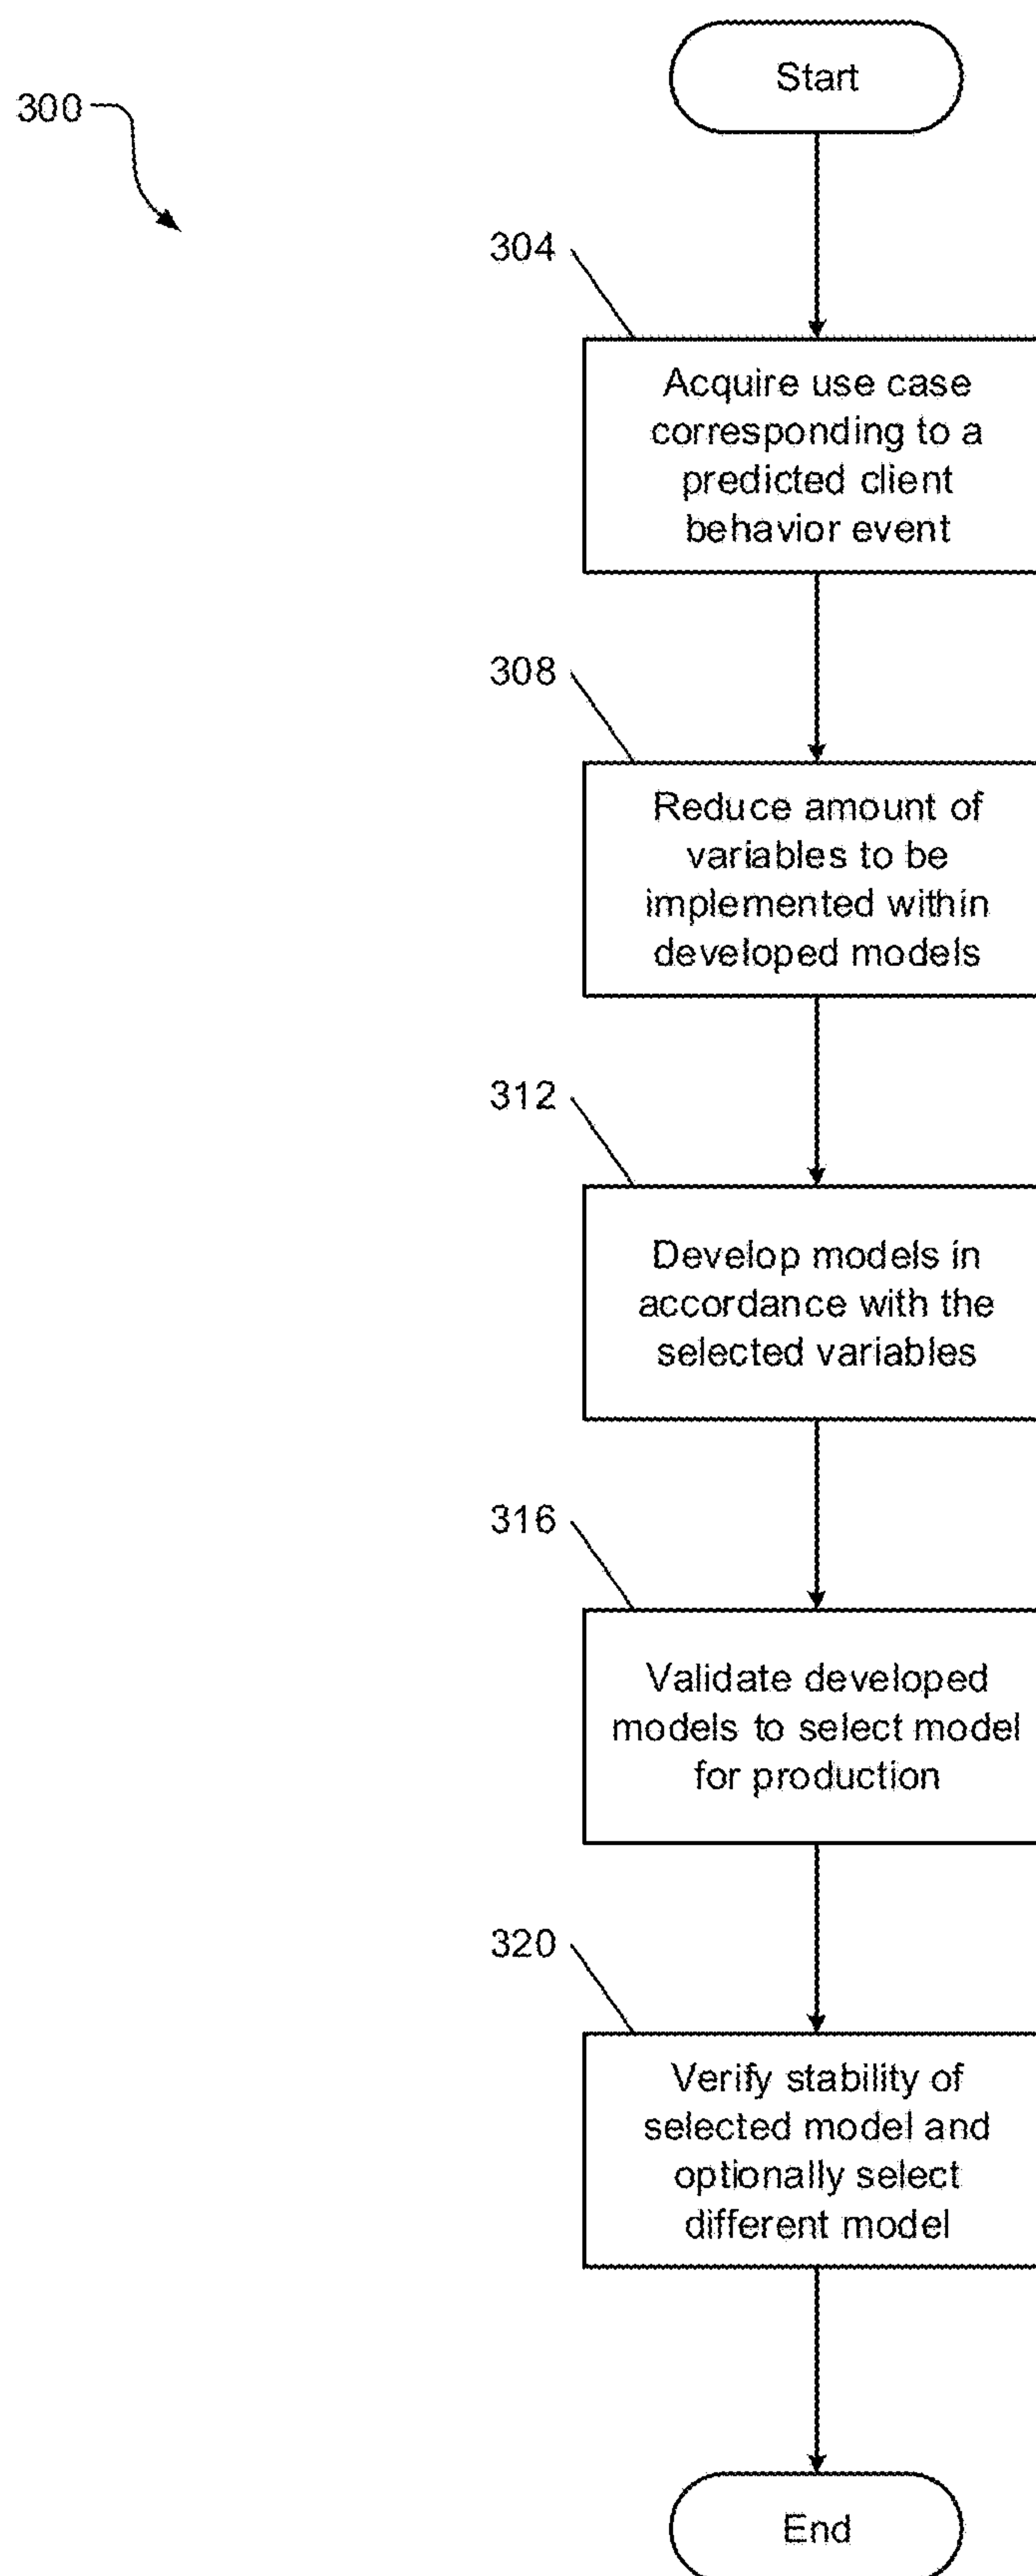 Start
300
304
Acquire use case
corresponding to a
predicted client
behavior event
308
Reduce amount of
variables to be
implemented within
developed models
312
Develop models in
accordance with the
selected variables
316
Validate developed
models to select model
for production
320
Verify stability of
selected model and
optionally select
different model
End